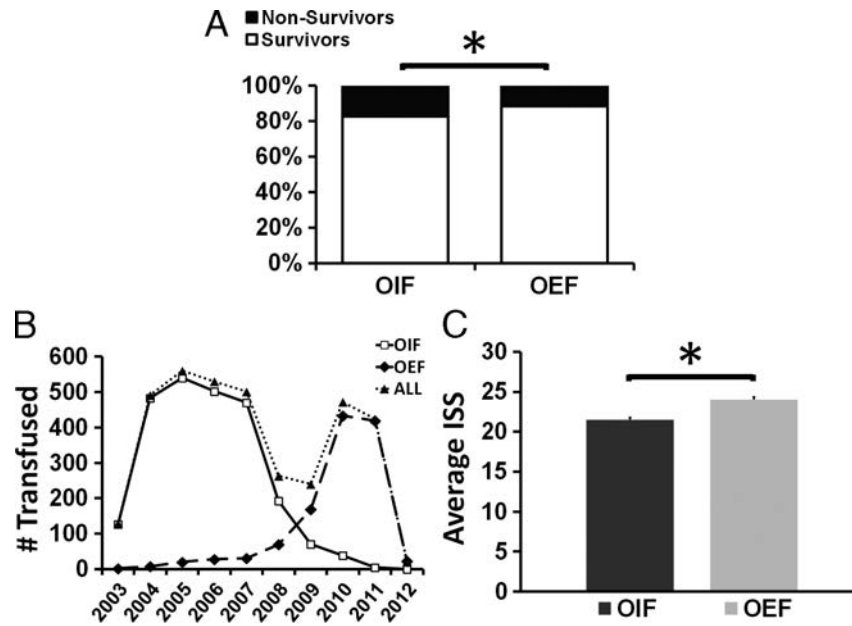 A
Non-Survivors
Survivors
*
100%
80%
60%
40%
20%
0%
OIF OEF
B
OIF
OEF
ALL
# Transfused
600
500
400
300
200
100
0
2003 2004 2005 2006 2007 2008 2009 2010 2011 2012
C
*
Average ISS
30
25
20
15
10
5
0
OIF OEF